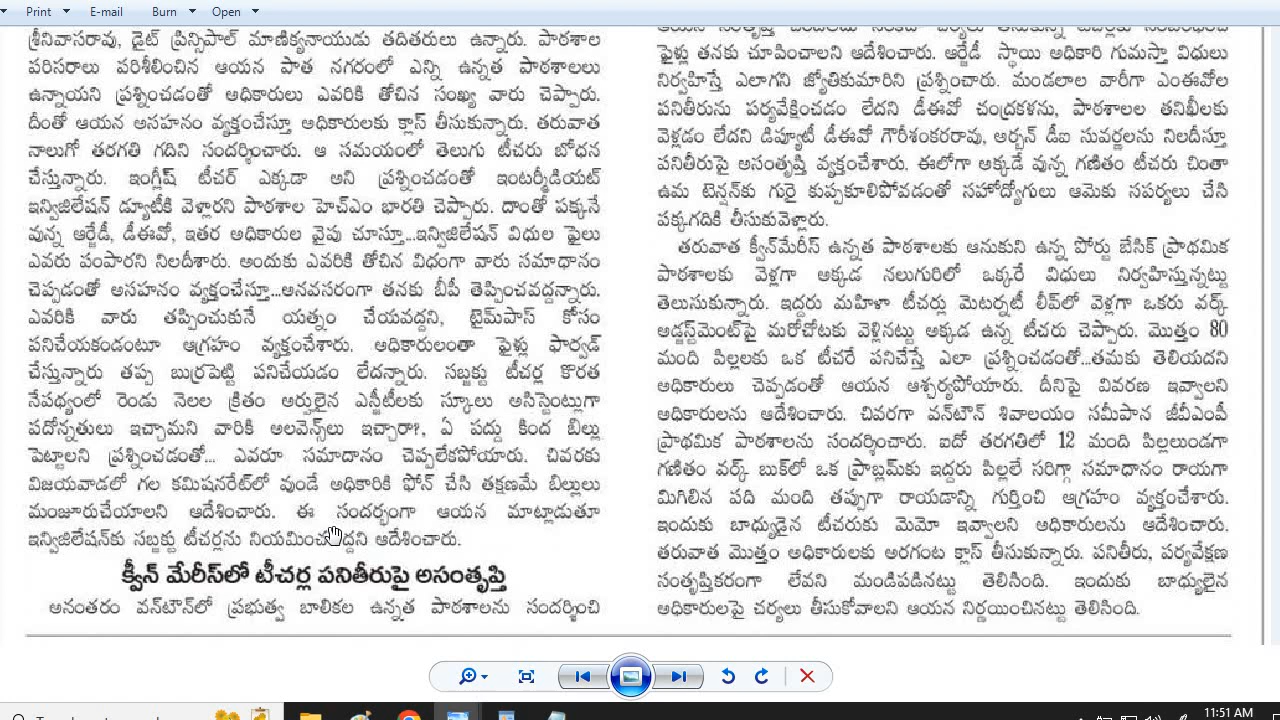 Print
E-mail
Burn
Open
శ్రీనివాసరావు, డైట్ ప్రిన్సిపాల్ మాణిక్యనాయుడు తదితరులు ఉన్నారు. పాఠశాల
పరిసరాలు పరిశీలించిన ఆయన పాత నగరంలో ఎన్ని ఉన్నత పాఠశాలలు
ఉన్నాయని ప్రశ్నించడంతో అధికారులు ఎవరికి తోచిన సంఖ్య వారు చెప్పారు.
దీంతో ఆయన అసహనం వ్యక్తంచేస్తూ అధికారులకు క్లాస్ తీసుకున్నారు. తరువాత
నాలుగో తరగతి గదిని సందర్శించారు. ఆ సమయంలో తెలుగు టీచరు బోధన
చేస్తున్నారు. ఇంగ్లీష్ టీచర్ ఎక్కడా అని ప్రశ్నించడంతో ఇంటర్మీడియట్
ఇన్విజిలేషన్ డ్యూటీకి వెళ్లారని పాఠశాల హెచ్ఎం భారతి చెప్పారు. దాంతో పక్కనే
వున్న ఆర్జేడీ, డీఈవో, ఇతర అధికారుల వైపు చూస్తూ...ఇన్విజిలేషన్ విధుల ఫైలు
ఎవరు పంపారని నిలదీశారు. అందుకు ఎవరికి తోచిన విధంగా వారు సమాధానం
చెప్పడంతో అసహనం వ్యక్తంచేస్తూ...అనవసరంగా తనకు బీపీ తెప్పించవద్దన్నారు.
ఎవరికి వారు తప్పించుకునే యత్నం చేయవద్దని, టైమ్‌పాస్ కోసం
పనిచేయకండంటూ ఆగ్రహం వ్యక్తంచేశారు. అధికారులంతా ఫైళ్లు ఫార్వడ్
చేస్తున్నారు తప్ప బుర్రపెట్టి పనిచేయడం లేదన్నారు. సబ్జక్టు టీచర్ల కొరత
నేపథ్యంలో రెండు నెలల క్రితం అర్హులైన ఎస్జీటీలకు స్కూలు అసిస్టెంట్లుగా
పదోన్నతులు ఇచ్చామని వారికి అలవెన్స్‌లు ఇచ్చారా?, ఏ పద్దు కింద బిల్లు
పెట్టాలని ప్రశ్నించడంతో... ఎవరూ సమాదానం చెప్పలేకపోయారు. చివరకు
విజయవాడలో గల కమిషనరేట్‌లో వుండే అధికారికి ఫోన్ చేసి తక్షణమే బిల్లులు
మంజూరుచేయాలని ఆదేశించారు. ఈ సందర్భంగా ఆయన మాట్లాడుతూ
ఇన్విజిలేషన్‌కు సబ్జక్టు టీచర్లను నియమించవద్దని ఆదేశించారు.
క్వీన్ మేరీస్‌లో టీచర్ల పనితీరుపై అసంతృప్తి
అనంతరం వన్‌టౌన్‌లో ప్రభుత్వ బాలికల ఉన్నత పాఠశాలను సందర్శించి
ఫైళ్లు తనకు చూపించాలని ఆదేశించారు. ఆర్జేడీ స్థాయి అధికారి గుమస్తా విధులు
నిర్వహిస్తే ఎలాగని జ్యోతికుమారిని ప్రశ్నించారు. మండలాల వారీగా ఎంఈవోల
పనితీరును పర్యవేక్షించడం లేదని డీఈవో చంద్రకళను, పాఠశాలల తనిఖీలకు
వెళ్లడం లేదని డిప్యూటీ డీఈవో గౌరీశంకరరావు, ఆర్బన్ డీఐ సువర్ణలను నిలదీస్తూ
పనితీరుపై అసంతృప్తి వ్యక్తంచేశారు. ఈలోగా అక్కడే వున్న గణితం టీచరు చింతా
ఉమ టెన్షన్‌కు గురై కుప్పకూలిపోవడంతో సహోద్యోగులు ఆమెకు సపర్యలు చేసి
పక్కగదికి తీసుకువెళ్లారు.
తరువాత క్వీన్‌మేరీస్ ఉన్నత పాఠశాలకు ఆనుకుని ఉన్న పోర్టు బేసిక్ ప్రాథమిక
పాఠశాలకు వెళ్లగా అక్కడ నలుగురిలో ఒక్కరే విధులు నిర్వహిస్తున్నట్టు
తెలుసుకున్నారు. ఇద్దరు మహిళా టీచర్లు మెటర్నటీ లీవ్‌లో వెళ్లగా ఒకరు వర్క్
అడ్జస్ట్‌మెంట్‌పై మరోచోటకు వెళ్లినట్టు అక్కడ ఉన్న టీచరు చెప్పారు. మొత్తం 80
మంది పిల్లలకు ఒక టీచరే పనిచేస్తే ఎలా ప్రశ్నించడంతో...తమకు తెలియదని
అధికారులు చెప్పడంతో ఆయన ఆశ్చర్యపోయారు. దీనిపై వివరణ ఇవ్వాలని
అధికారులను ఆదేశించారు. చివరగా వన్‌టౌన్ శివాలయం సమీపాన జీవీఎంసీ
ప్రాథమిక పాఠశాలను సందర్శించారు. ఐదో తరగతిలో 12 మంది పిల్లలుండగా
గణితం వర్క్ బుక్‌లో ఒక ప్రాబ్లమ్‌కు ఇద్దరు పిల్లలే సరిగ్గా సమాధానం రాయగా
మిగిలిన పది మంది తప్పుగా రాయడాన్ని గుర్తించి ఆగ్రహం వ్యక్తంచేశారు.
ఇందుకు బాధ్యుడైన టీచరుకు మెమో ఇవ్వాలని అధికారులను ఆదేశించారు.
తరువాత మొత్తం అధికారులకు అరగంట క్లాస్ తీసుకున్నారు. పనితీరు, పర్యవేక్షణ
సంతృప్తికరంగా లేవని మండిపడినట్టు తెలిసింది. ఇందుకు బాధ్యులైన
అధికారులపై చర్యలు తీసుకోవాలని ఆయన నిర్ణయించినట్టు తెలిసింది.
11:51 AM